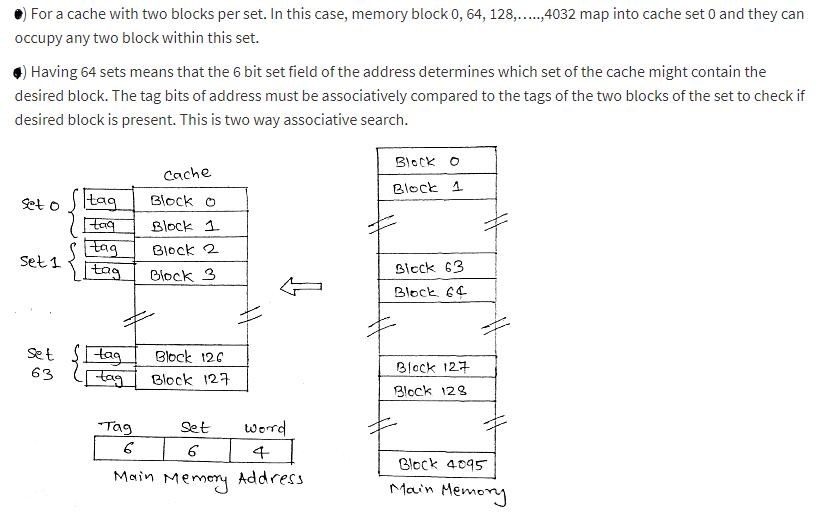 ●) For a cache with two blocks per set. In this case, memory block 0, 64, 128,…..,4032 map into cache set 0 and they can
occupy any two block within this set.
●) Having 64 sets means that the 6 bit set field of the address determines which set of the cache might contain the
desired block. The tag bits of address must be associatively compared to the tags of the two blocks of the set to check if
desired block is present. This is two way associative search.
cache
Set 0 tag Block 0
tag Block 1
Set 1 tag Block 2
tag Block 3
Set 63 tag Block 126
tag Block 127
Tag Set word
6 6 4
Main Memory Address
Block 0
Block 1
Block 63
Block 64
Block 127
Block 128
Block 4095
Main Memory